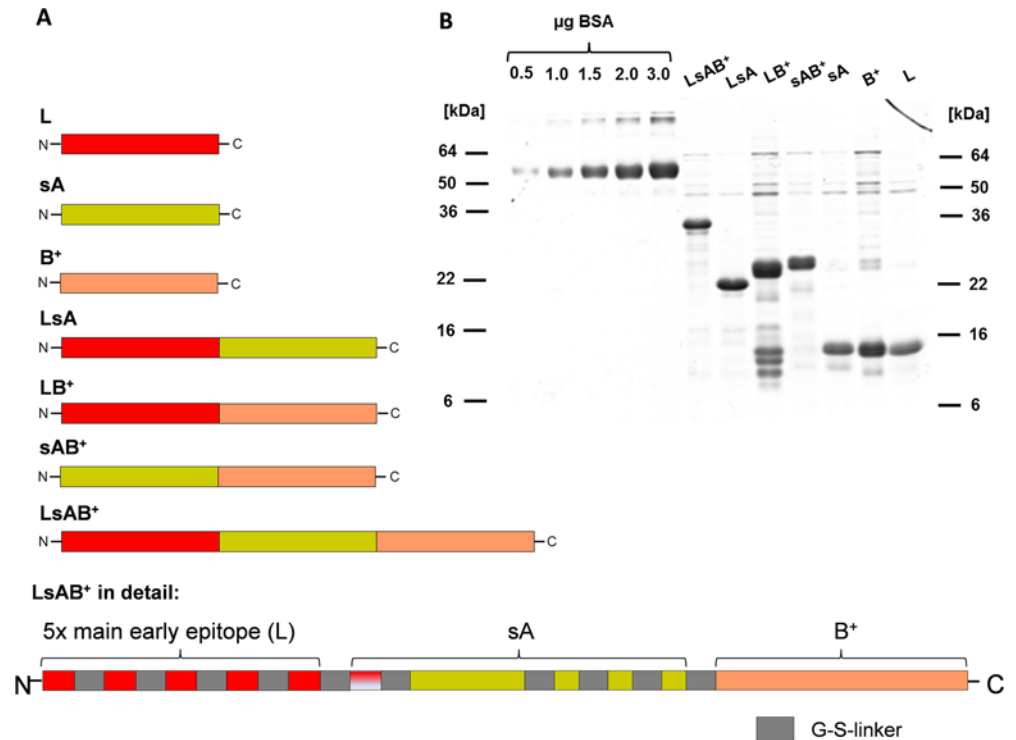 A
L
N C
sA
N C
B⁺
N C
LsA
N C
LB⁺
N C
sAB⁺
N C
LsAB⁺
N C
B
µg BSA
0.5 1.0 1.5 2.0 3.0 LsAB⁺ LsA LB⁺ sAB⁺ sA B⁺ L
[kDa] [kDa]
64 64
50 50
36 36
22 22
16 16
6 6
LsAB⁺ in detail:
5x main early epitope (L) sA B⁺
N C
G-S-linker